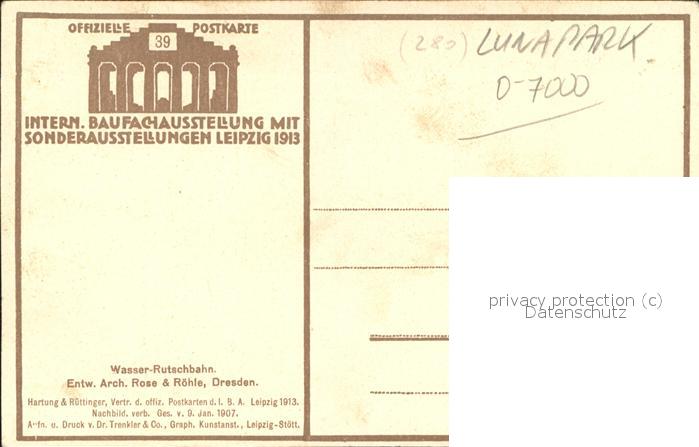 OFFIZIELLE POSTKARTE
39
INTERN. BAUFACHAUSSTELLUNG MIT
SONDERAUSSTELLUNGEN LEIPZIG 1913
(280) LUNAPARK
D-7000
privacy protection (c)
Datenschutz
Wasser-Rutschbahn.
Entw. Arch. Rose & Röhle, Dresden.
Hartung & Rüttinger, Vertr. d. offiz. Postkarten d. I. B. A. Leipzig 1913.
Nachbild. verb. Ges. v. 9. Jan. 1907.
Aufn. u. Druck v. Dr. Trenkler & Co., Graph. Kunstanst., Leipzig-Stött.